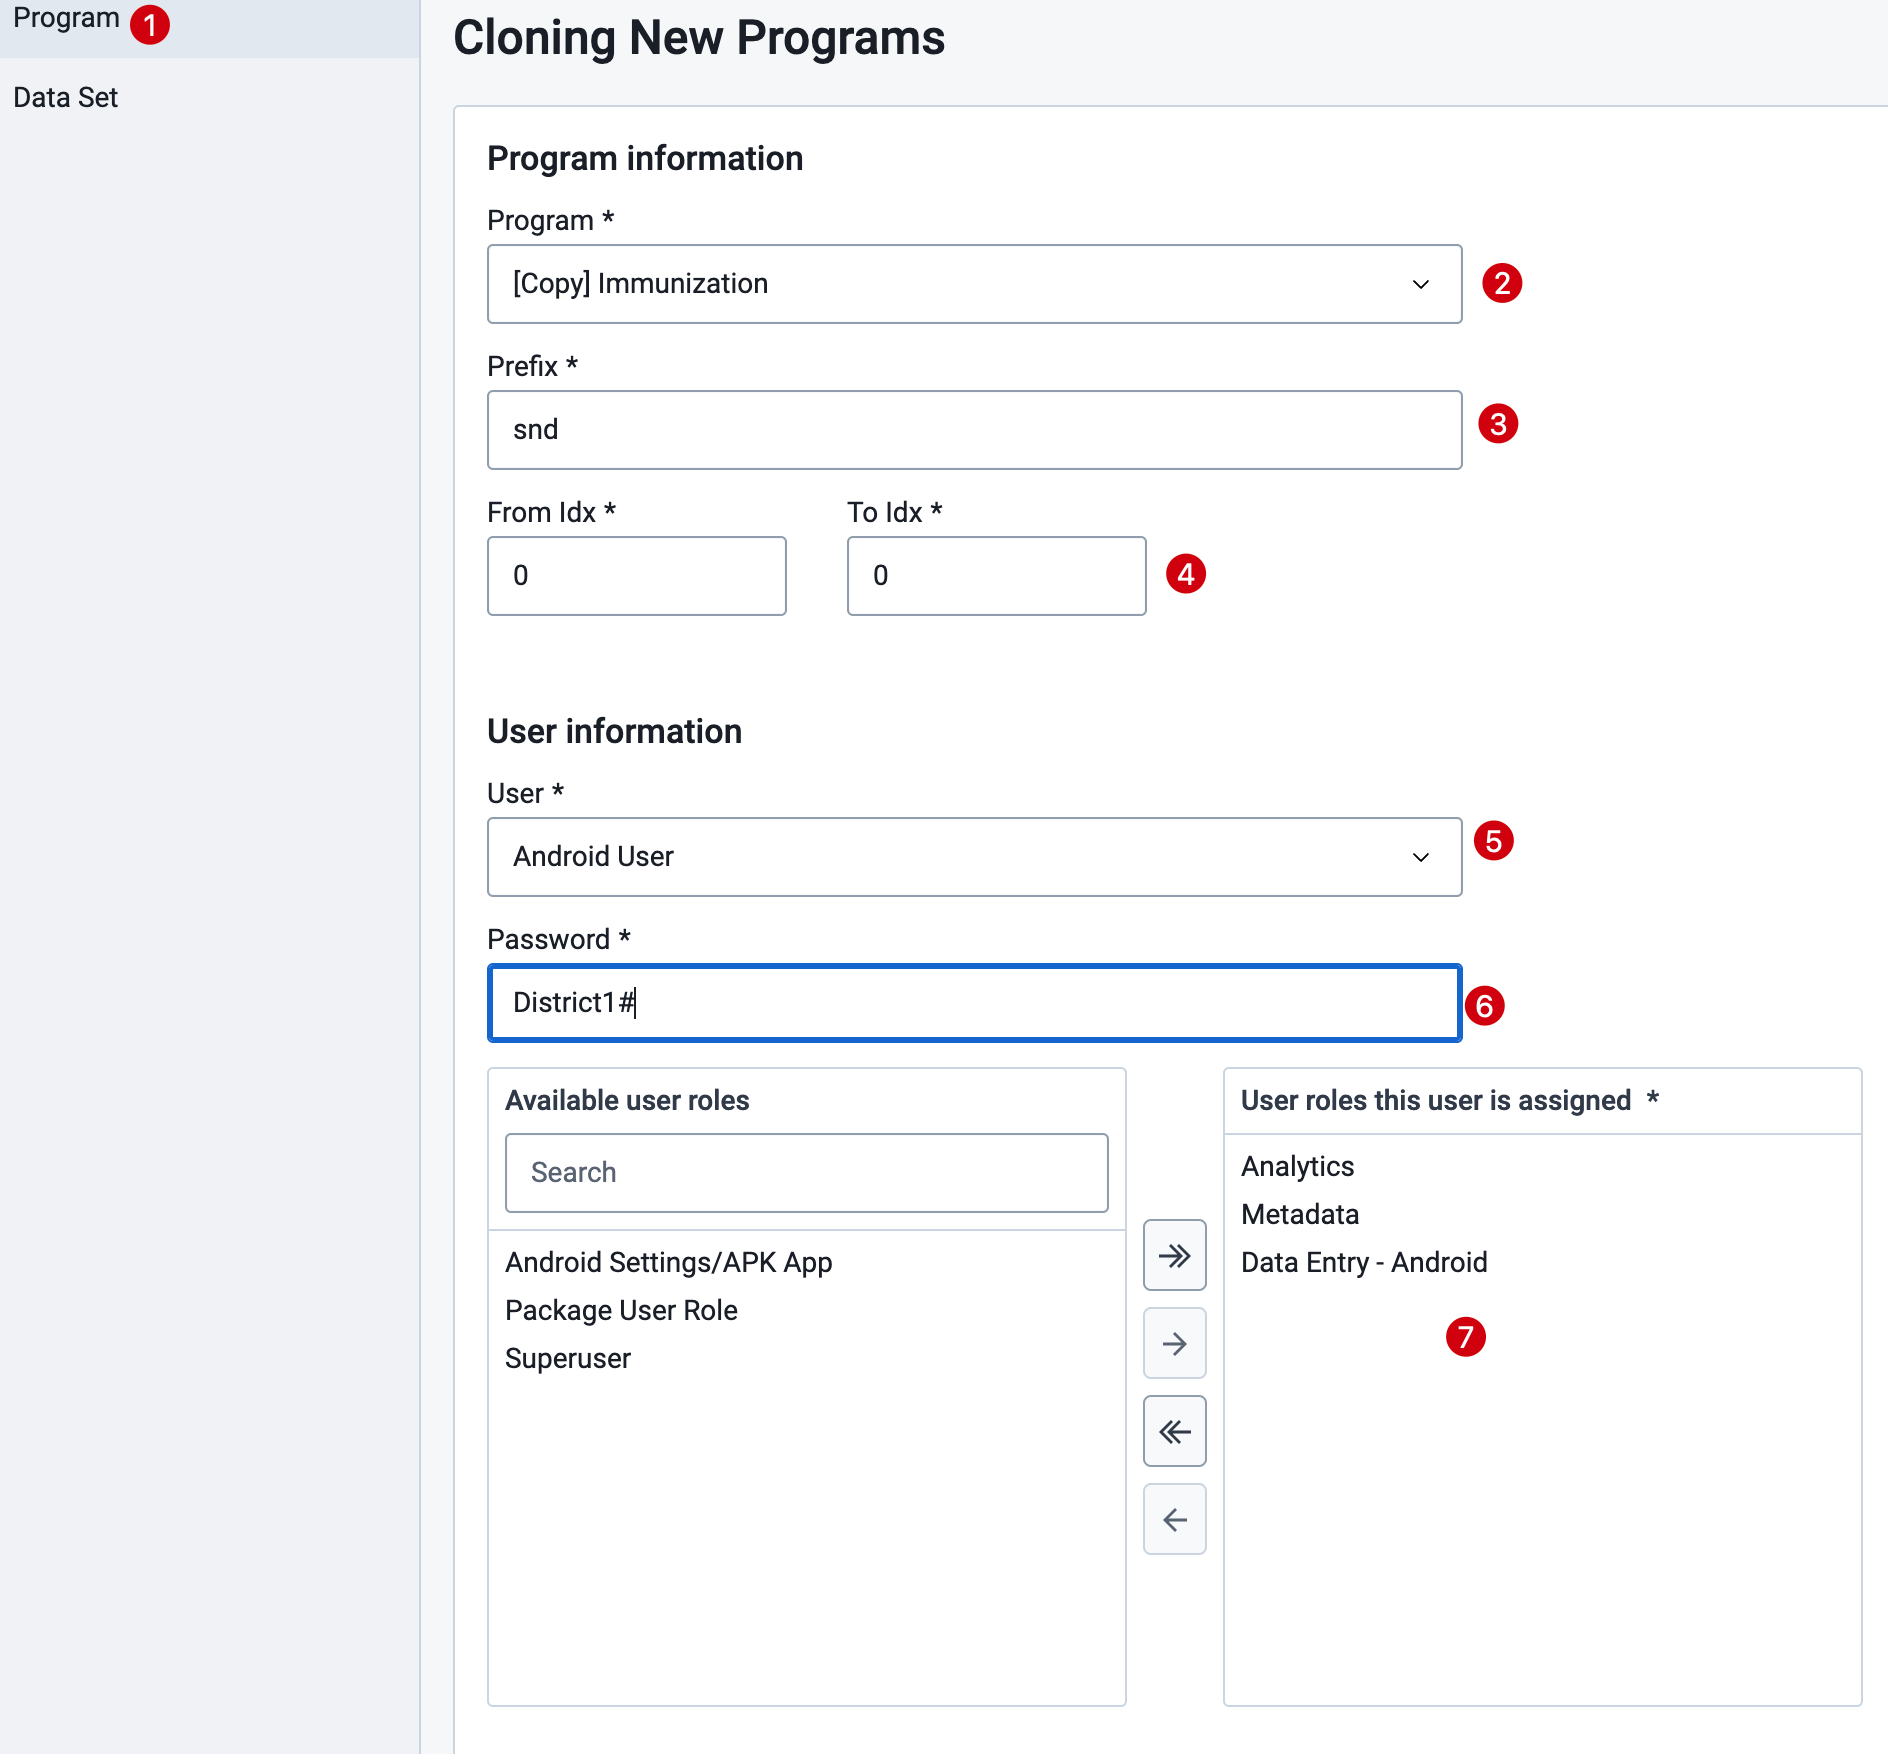 Program 1
Data Set
Cloning New Programs
Program information
Program *
[Copy] Immunization 2
Prefix *
snd 3
From Idx * To Idx *
0 0 4
User information
User *
Android User 5
Password *
District1# 6
Available user roles
Search
Android Settings/APK App
Package User Role
Superuser
User roles this user is assigned *
Analytics
Metadata
Data Entry - Android
7